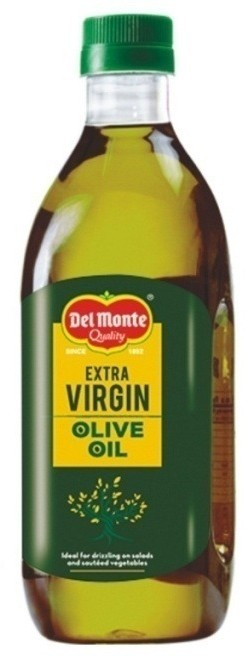 Del Monte
®
Quality
SINCE 1892
EXTRA
VIRGIN
OLIVE
OIL
Ideal for drizzling on salads
and sautéed vegetables